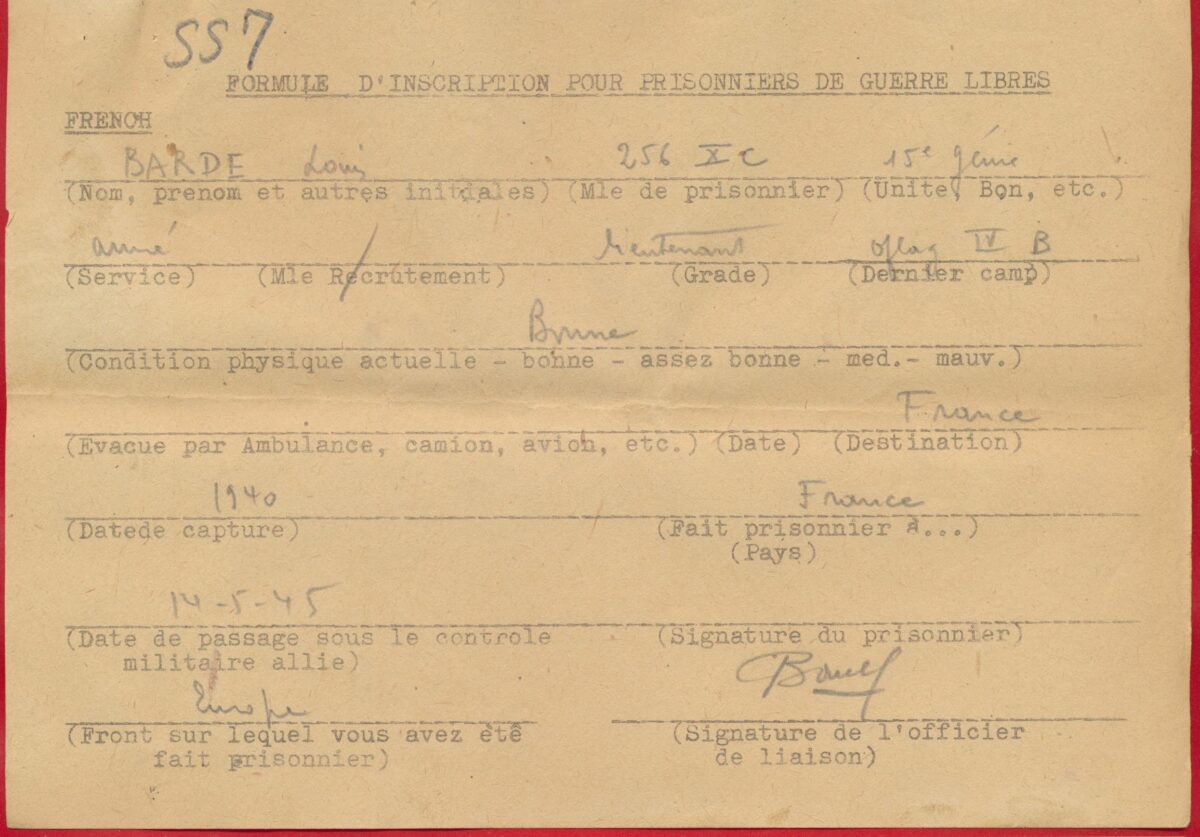 SS7
FORMULE D'INSCRIPTION POUR PRISONNIERS DE GUERRE LIBRES
FRENCH
BARDE Louis 256 XC 15e génie
(Nom, prenom et autres initdales) (Mle de prisonnier) (Unite, Bon, etc.)
lieutenant oflag IV B
(Service) (Mle Recrutement) (Grade) (Dernier camp)
Bonne
(Condition physique actuelle - bonne - assez bonne - med.- mauv.)
France
(Evacue par Ambulance, camion, avion, etc.) (Date) (Destination)
1940 France
(Datede capture) (Fait prisonnier à...)
(Pays)
14-5-45
(Date de passage sous le controle (Signature du prisonnier)
militaire allie)
Europe
(Front sur lequel vous avez èté (Signature de l'officier
fait prisonnier) de liaison)